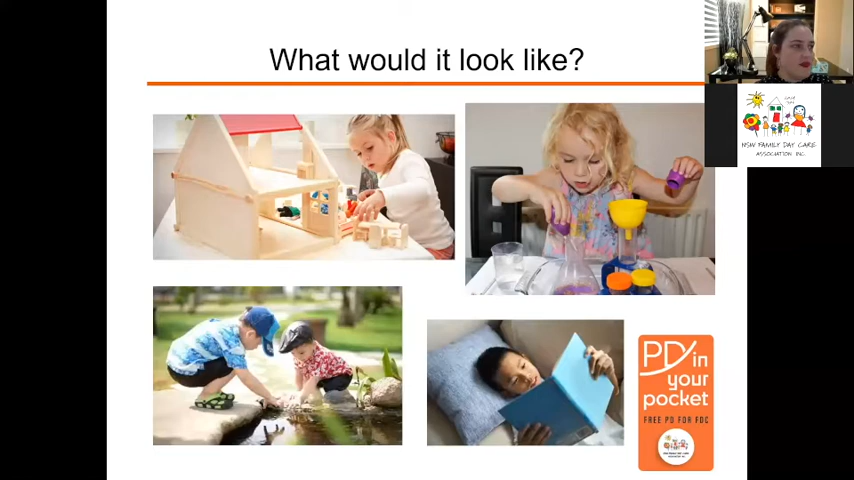 What would it look like?
NSW FAMILY DAY CARE
ASSOCIATION INC.
PD in
your
pocket
FREE PD FOR FDC